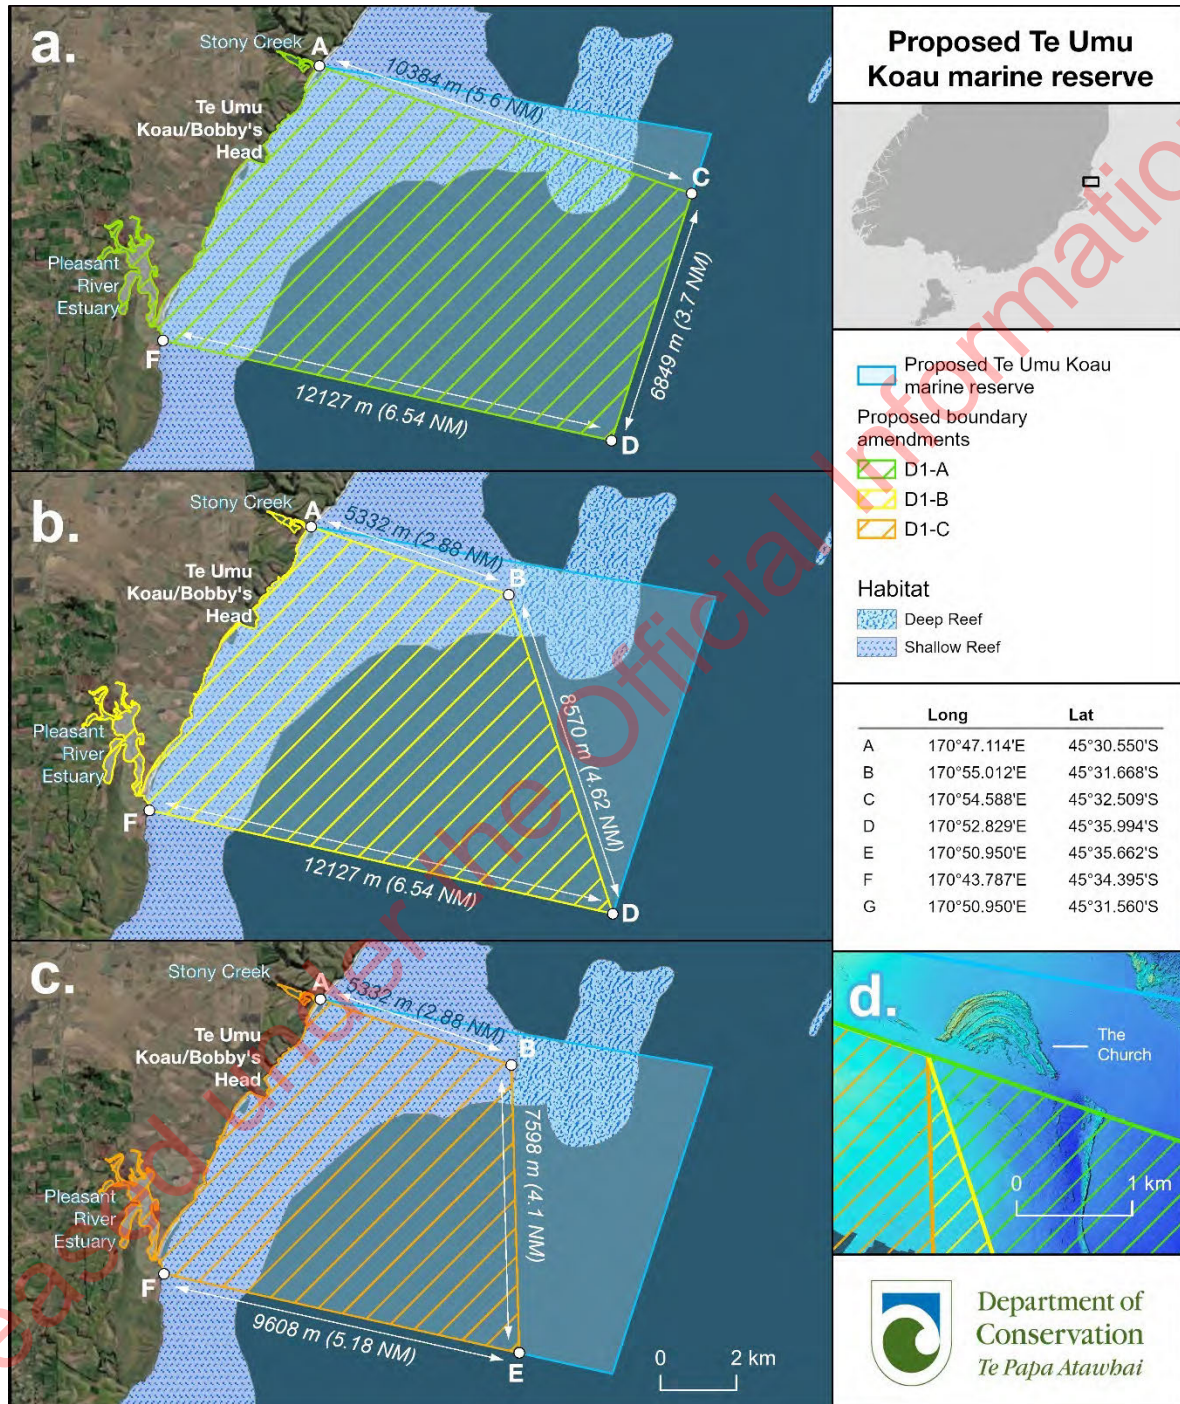 a.
Stony Creek
A
10384 m (5.6 NM)
Te Umu
Koau/Bobby's
Head
C
Pleasant
River
Estuary
F
6849 m (3.7 NM)
12127 m (6.54 NM)
D
b.
Stony Creek
A
5332 m (2.88 NM)
B
Te Umu
Koau/Bobby's
Head
Pleasant
River
Estuary
8570 m (4.62 NM)
F
12127 m (6.54 NM)
D
c.
Stony Creek
A
5332 m (2.88 NM)
B
Te Umu
Koau/Bobby's
Head
Pleasant
River
Estuary
7598 m (4.1 NM)
F
9608 m (5.18 NM)
E
0 2 km
Proposed Te Umu
Koau marine reserve
Proposed Te Umu Koau
marine reserve
Proposed boundary
amendments
D1-A
D1-B
D1-C
Habitat
Deep Reef
Shallow Reef
Long Lat
A 170°47.114'E 45°30.550'S
B 170°55.012'E 45°31.668'S
C 170°54.588'E 45°32.509'S
D 170°52.829'E 45°35.994'S
E 170°50.950'E 45°35.662'S
F 170°43.787'E 45°34.395'S
G 170°50.950'E 45°31.560'S
d.
The
Church
0 1 km
Department of
Conservation
Te Papa Atawhai
eased under the Official Information